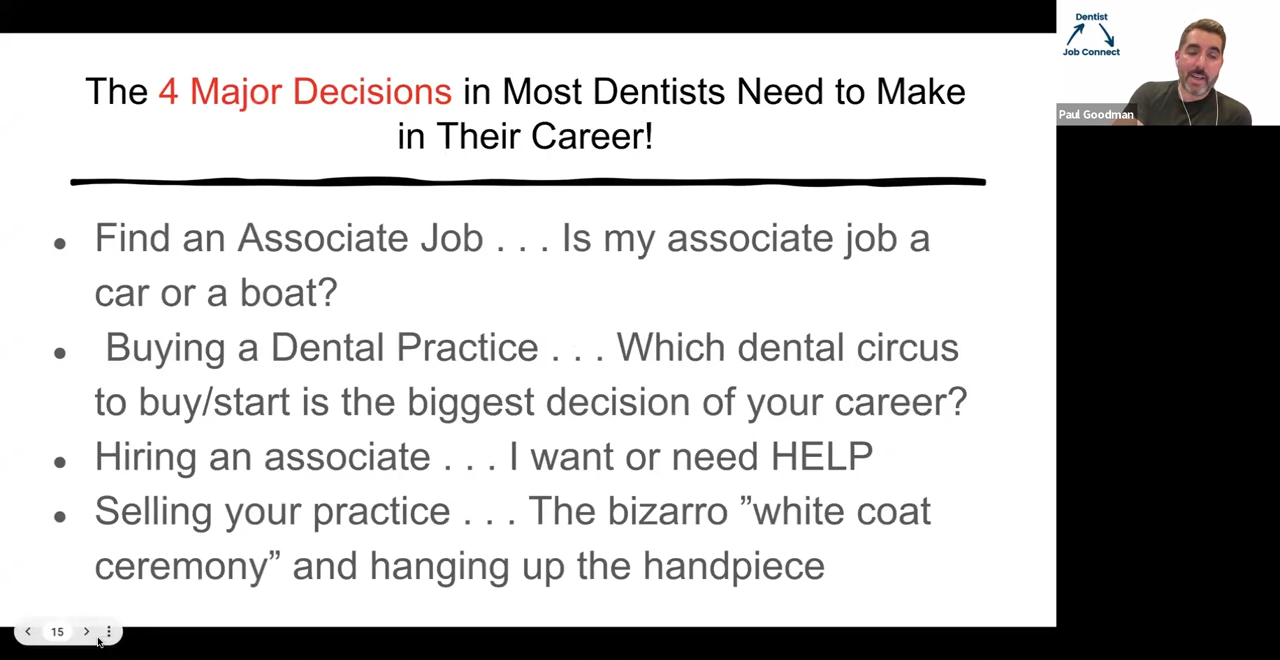 The 4 Major Decisions in Most Dentists Need to Make
in Their Career!
• Find an Associate Job . . . Is my associate job a
car or a boat?
• Buying a Dental Practice . . . Which dental circus
to buy/start is the biggest decision of your career?
• Hiring an associate . . . I want or need HELP
• Selling your practice . . . The bizarro ”white coat
ceremony” and hanging up the handpiece
15
Dentist
Job Connect
Paul Goodman